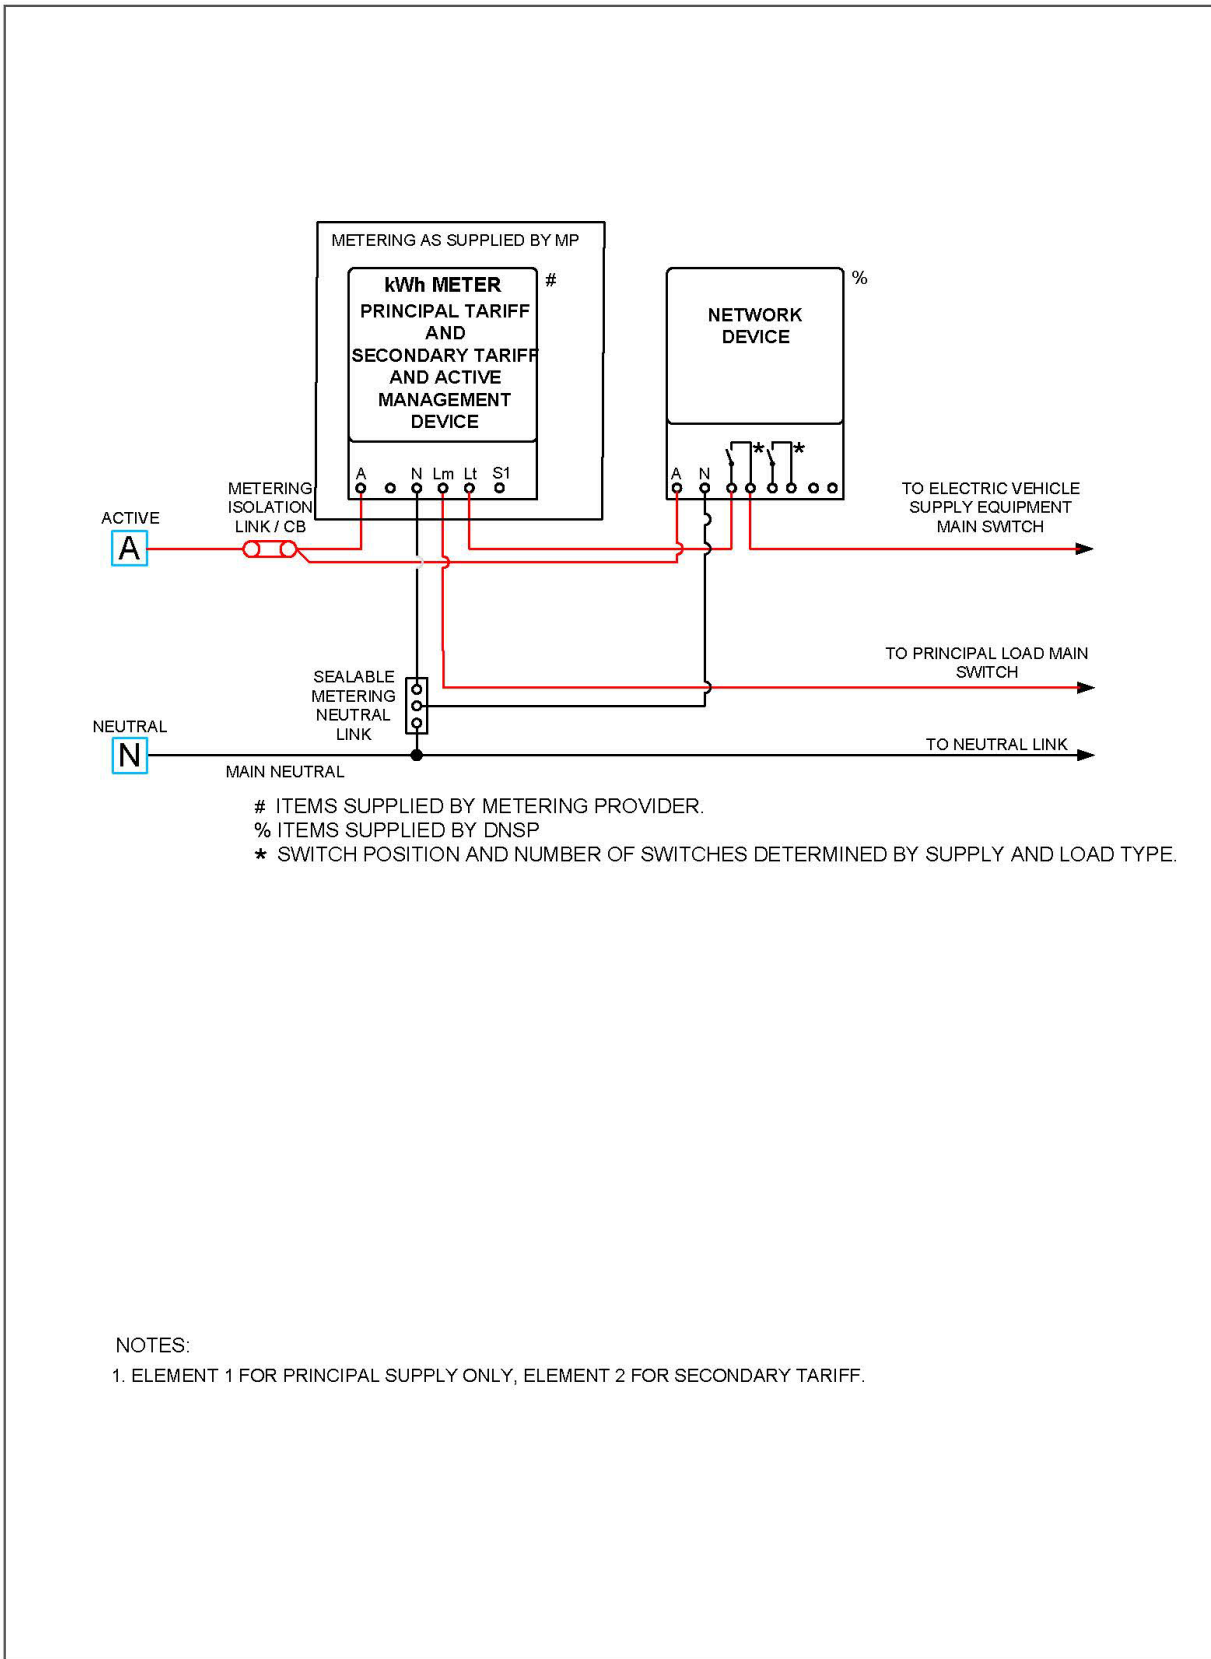 METERING AS SUPPLIED BY MP
kWh METER
PRINCIPAL TARIFF
AND
SECONDARY TARIFF
AND ACTIVE
MANAGEMENT
DEVICE
#
A N Lm Lt S1
NETWORK
DEVICE
%
* *
A N
METERING
ISOLATION
LINK / CB
ACTIVE
A
TO ELECTRIC VEHICLE
SUPPLY EQUIPMENT
MAIN SWITCH
TO PRINCIPAL LOAD MAIN
SWITCH
SEALABLE
METERING
NEUTRAL
LINK
NEUTRAL
N
MAIN NEUTRAL
TO NEUTRAL LINK
# ITEMS SUPPLIED BY METERING PROVIDER.
% ITEMS SUPPLIED BY DNSP
* SWITCH POSITION AND NUMBER OF SWITCHES DETERMINED BY SUPPLY AND LOAD TYPE.
NOTES:
1. ELEMENT 1 FOR PRINCIPAL SUPPLY ONLY, ELEMENT 2 FOR SECONDARY TARIFF.